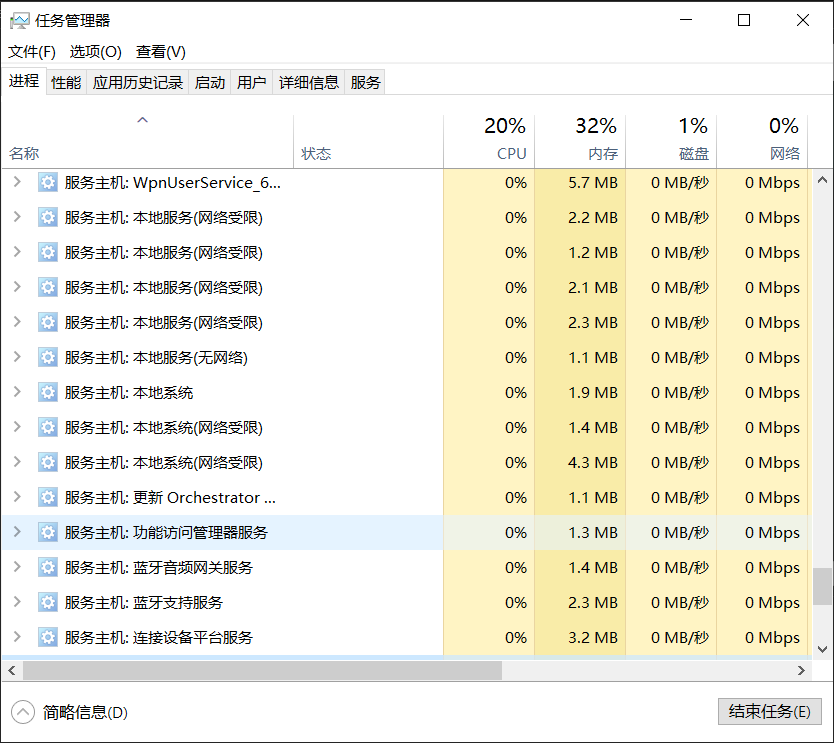 任务管理器
文件(F) 选项(O) 查看(V)
进程 性能 应用历史记录 启动 用户 详细信息 服务
20% 32% 1% 0%
名称 状态 CPU 内存 磁盘 网络
服务主机: WpnUserService_6... 0% 5.7 MB 0 MB/秒 0 Mbps
服务主机: 本地服务(网络受限) 0% 2.2 MB 0 MB/秒 0 Mbps
服务主机: 本地服务(网络受限) 0% 1.2 MB 0 MB/秒 0 Mbps
服务主机: 本地服务(网络受限) 0% 2.1 MB 0 MB/秒 0 Mbps
服务主机: 本地服务(网络受限) 0% 2.3 MB 0 MB/秒 0 Mbps
服务主机: 本地服务(无网络) 0% 1.1 MB 0 MB/秒 0 Mbps
服务主机: 本地系统 0% 1.9 MB 0 MB/秒 0 Mbps
服务主机: 本地系统(网络受限) 0% 1.4 MB 0 MB/秒 0 Mbps
服务主机: 本地系统(网络受限) 0% 4.3 MB 0 MB/秒 0 Mbps
服务主机: 更新 Orchestrator ... 0% 1.1 MB 0 MB/秒 0 Mbps
服务主机: 功能访问管理器服务 0% 1.3 MB 0 MB/秒 0 Mbps
服务主机: 蓝牙音频网关服务 0% 1.4 MB 0 MB/秒 0 Mbps
服务主机: 蓝牙支持服务 0% 2.3 MB 0 MB/秒 0 Mbps
服务主机: 连接设备平台服务 0% 3.2 MB 0 MB/秒 0 Mbps
简略信息(D) 结束任务(E)